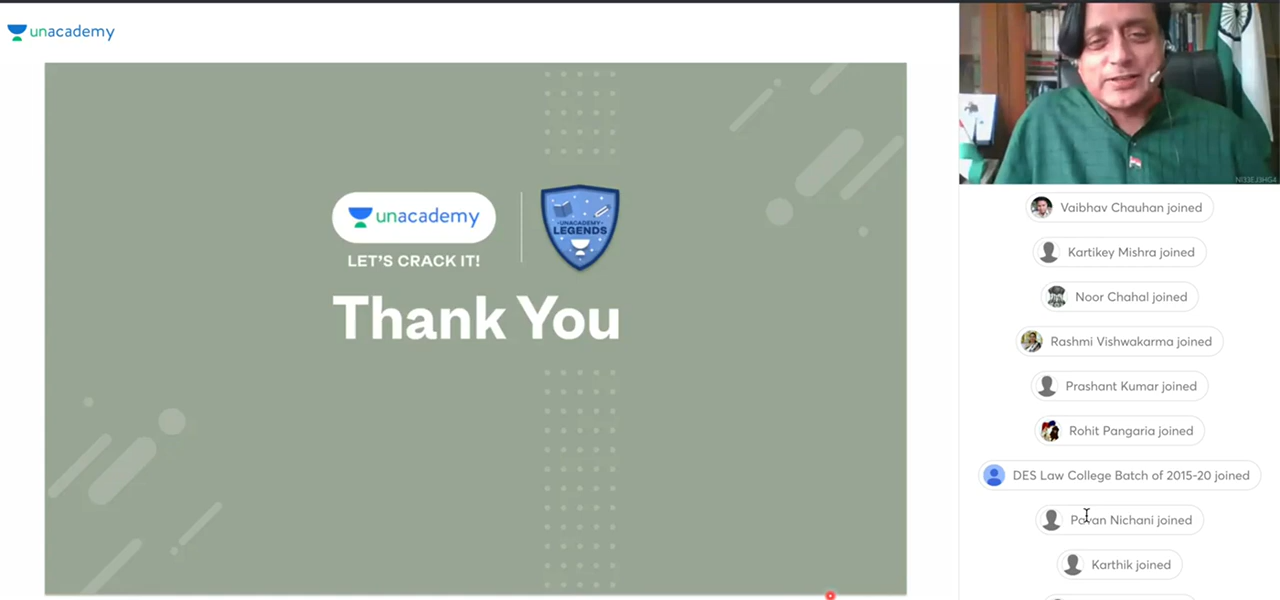 unacademy
unacademy
LET'S CRACK IT!
UNACADEMY
LEGENDS
Thank You
NI33EJ3HG4
Vaibhav Chauhan joined
Kartikey Mishra joined
Noor Chahal joined
Rashmi Vishwakarma joined
Prashant Kumar joined
Rohit Pangaria joined
DES Law College Batch of 2015-20 joined
Pavan Nichani joined
Karthik joined